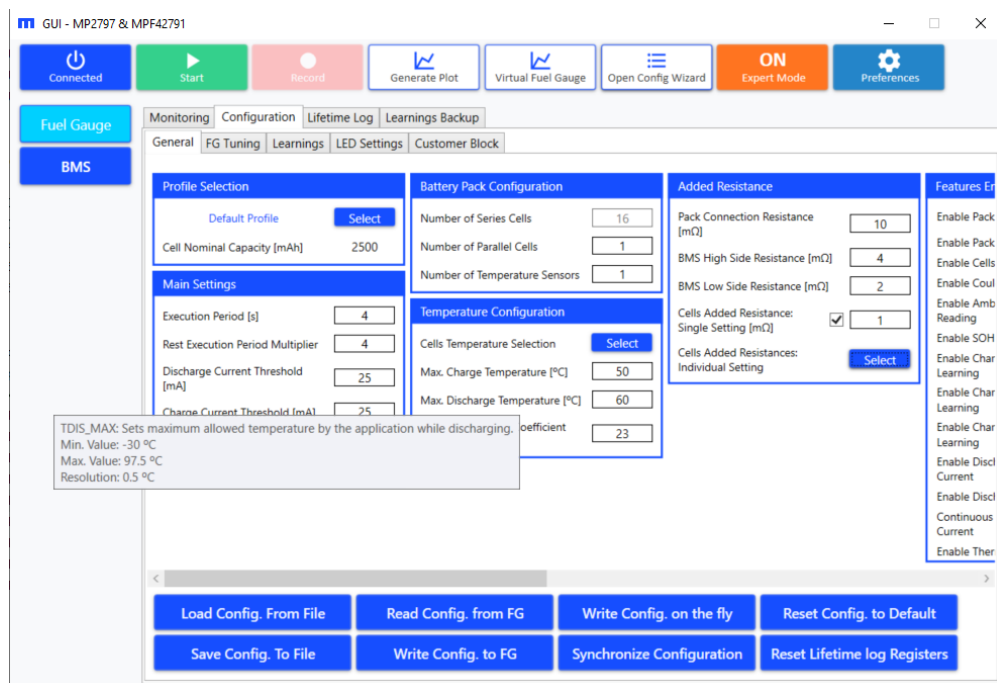 GUI - MP2797 & MPF42791
Connected
Start
Record
Generate Plot
Virtual Fuel Gauge
Open Config Wizard
ON
Expert Mode
Preferences
Fuel Gauge
BMS
Monitoring
Configuration
Lifetime Log
Learnings Backup
General
FG Tuning
Learnings
LED Settings
Customer Block
Profile Selection
Default Profile
Select
Cell Nominal Capacity [mAh]
2500
Main Settings
Execution Period [s]
4
Rest Execution Period Multiplier
4
Discharge Current Threshold
[mA]
25
Charge Current Threshold [mA]
25
TDIS_MAX: Sets maximum allowed temperature by the application while discharging.
Min. Value: -30 ºC
Max. Value: 97.5 ºC
Resolution: 0.5 ºC
Battery Pack Configuration
Number of Series Cells
16
Number of Parallel Cells
1
Number of Temperature Sensors
1
Temperature Configuration
Cells Temperature Selection
Select
Max. Charge Temperature [ºC]
50
Max. Discharge Temperature [ºC]
60
oefficient
23
Added Resistance
Pack Connection Resistance
[mΩ]
10
BMS High Side Resistance [mΩ]
4
BMS Low Side Resistance [mΩ]
2
Cells Added Resistance:
Single Setting [mΩ]
1
Cells Added Resistances:
Individual Setting
Select
Features En
Enable Pack
Enable Pack
Enable Cells
Enable Coul
Enable Amb
Reading
Enable SOH
Enable Char
Learning
Enable Char
Learning
Enable Char
Learning
Enable Discl
Current
Enable Discl
Continuous
Current
Enable Ther
Load Config. From File
Read Config. from FG
Write Config. on the fly
Reset Config. to Default
Save Config. To File
Write Config. to FG
Synchronize Configuration
Reset Lifetime log Registers